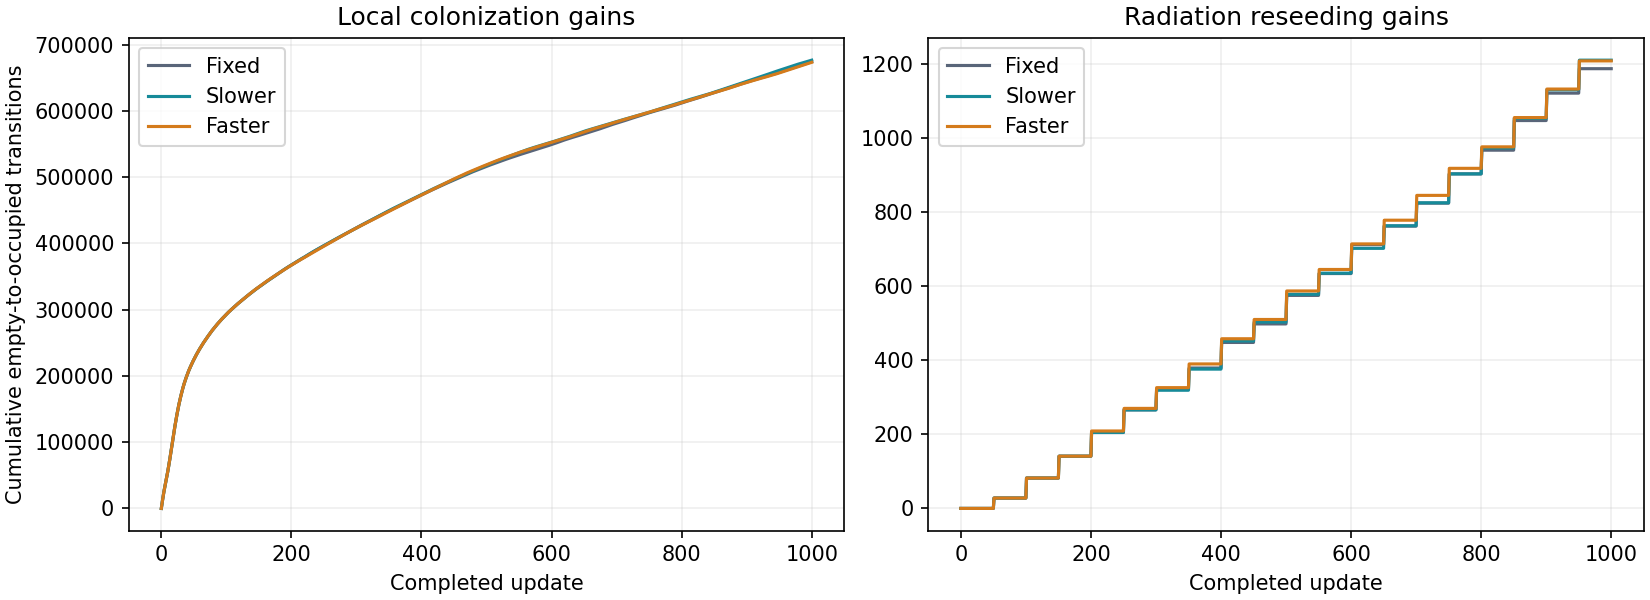 Local colonization gains
Cumulative empty-to-occupied transitions
700000
600000
500000
400000
300000
200000
100000
0
Fixed
Slower
Faster
0 200 400 600 800 1000
Completed update
Radiation reseeding gains
1200
1000
800
600
400
200
0
Fixed
Slower
Faster
0 200 400 600 800 1000
Completed update